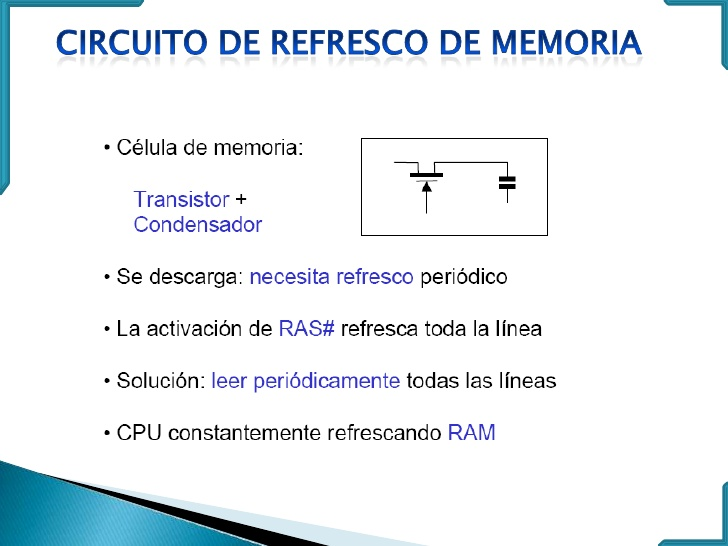 CIRCUITO DE REFRESCO DE MEMORIA
• Célula de memoria:
Transistor +
Condensador
• Se descarga: necesita refresco periódico
• La activación de RAS# refresca toda la línea
• Solución: leer periódicamente todas las líneas
• CPU constantemente refrescando RAM